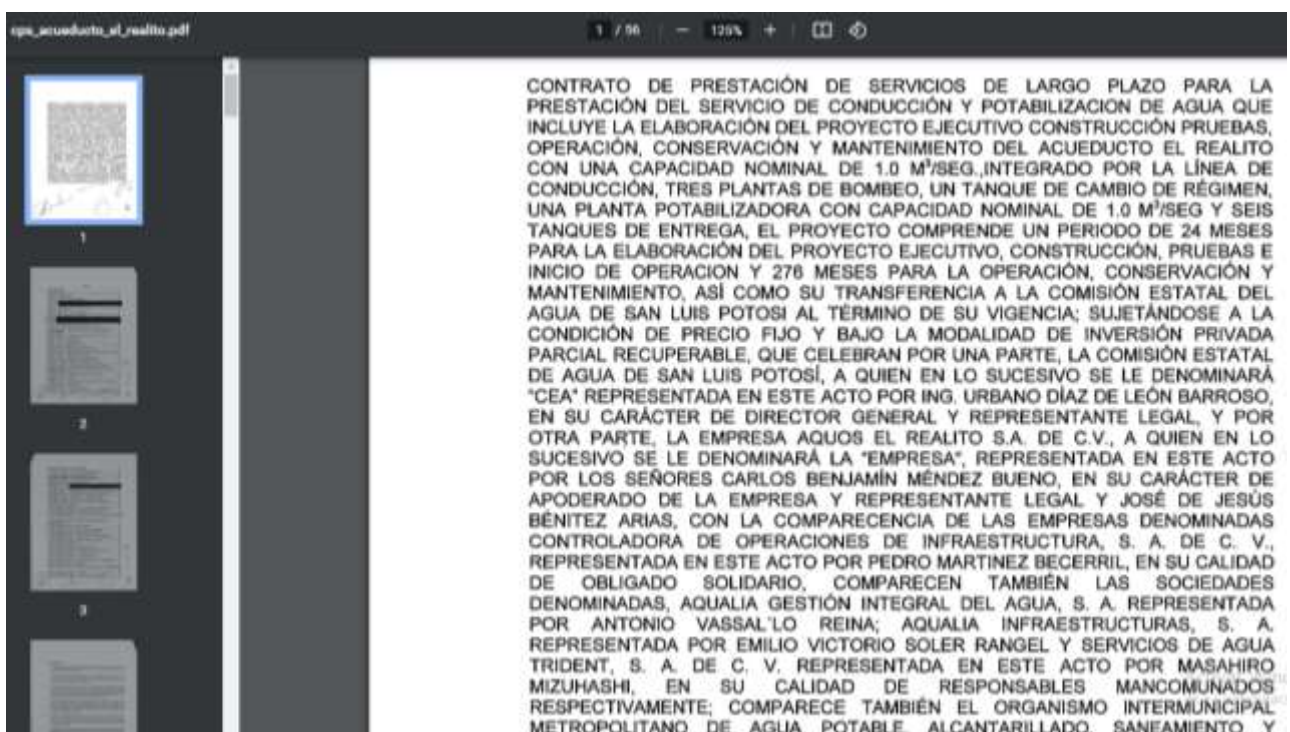 cps_acueducto_el_realito.pdf
1 / 56 — 125% +
1
2
3
CONTRATO DE PRESTACIÓN DE SERVICIOS DE LARGO PLAZO PARA LA
PRESTACIÓN DEL SERVICIO DE CONDUCCIÓN Y POTABILIZACION DE AGUA QUE
INCLUYE LA ELABORACIÓN DEL PROYECTO EJECUTIVO CONSTRUCCIÓN PRUEBAS,
OPERACIÓN, CONSERVACIÓN Y MANTENIMIENTO DEL ACUEDUCTO EL REALITO
CON UNA CAPACIDAD NOMINAL DE 1.0 M³/SEG.,INTEGRADO POR LA LÍNEA DE
CONDUCCIÓN, TRES PLANTAS DE BOMBEO, UN TANQUE DE CAMBIO DE RÉGIMEN,
UNA PLANTA POTABILIZADORA CON CAPACIDAD NOMINAL DE 1.0 M³/SEG Y SEIS
TANQUES DE ENTREGA, EL PROYECTO COMPRENDE UN PERIODO DE 24 MESES
PARA LA ELABORACIÓN DEL PROYECTO EJECUTIVO, CONSTRUCCIÓN, PRUEBAS E
INICIO DE OPERACION Y 276 MESES PARA LA OPERACIÓN, CONSERVACIÓN Y
MANTENIMIENTO, ASÍ COMO SU TRANSFERENCIA A LA COMISIÓN ESTATAL DEL
AGUA DE SAN LUIS POTOSI AL TÉRMINO DE SU VIGENCIA; SUJETÁNDOSE A LA
CONDICIÓN DE PRECIO FIJO Y BAJO LA MODALIDAD DE INVERSIÓN PRIVADA
PARCIAL RECUPERABLE, QUE CELEBRAN POR UNA PARTE, LA COMISIÓN ESTATAL
DE AGUA DE SAN LUIS POTOSÍ, A QUIEN EN LO SUCESIVO SE LE DENOMINARÁ
"CEA" REPRESENTADA EN ESTE ACTO POR ING. URBANO DÍAZ DE LEÓN BARROSO,
EN SU CARÁCTER DE DIRECTOR GENERAL Y REPRESENTANTE LEGAL, Y POR
OTRA PARTE, LA EMPRESA AQUOS EL REALITO S.A. DE C.V., A QUIEN EN LO
SUCESIVO SE LE DENOMINARÁ LA "EMPRESA", REPRESENTADA EN ESTE ACTO
POR LOS SEÑORES CARLOS BENJAMÍN MÉNDEZ BUENO, EN SU CARÁCTER DE
APODERADO DE LA EMPRESA Y REPRESENTANTE LEGAL Y JOSÉ DE JESÚS
BÉNITEZ ARIAS, CON LA COMPARECENCIA DE LAS EMPRESAS DENOMINADAS
CONTROLADORA DE OPERACIONES DE INFRAESTRUCTURA, S. A. DE C. V.,
REPRESENTADA EN ESTE ACTO POR PEDRO MARTINEZ BECERRIL, EN SU CALIDAD
DE OBLIGADO SOLIDARIO, COMPARECEN TAMBIÉN LAS SOCIEDADES
DENOMINADAS, AQUALIA GESTIÓN INTEGRAL DEL AGUA, S. A. REPRESENTADA
POR ANTONIO VASSAL`LO REINA; AQUALIA INFRAESTRUCTURAS, S. A.
REPRESENTADA POR EMILIO VICTORIO SOLER RANGEL Y SERVICIOS DE AGUA
TRIDENT, S. A. DE C. V. REPRESENTADA EN ESTE ACTO POR MASAHIRO
MIZUHASHI, EN SU CALIDAD DE RESPONSABLES MANCOMUNADOS
RESPECTIVAMENTE; COMPARECE TAMBIÉN EL ORGANISMO INTERMUNICIPAL
METROPOLITANO DE AGUA POTABLE, ALCANTARILLADO, SANEAMIENTO Y